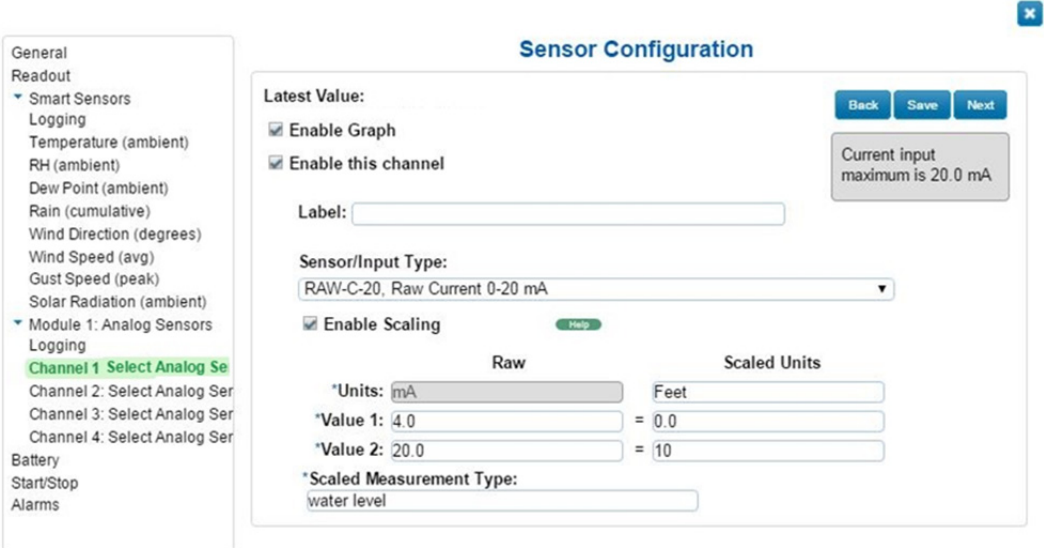 Sensor Configuration
General
Readout
Smart Sensors
Logging
Temperature (ambient)
RH (ambient)
Dew Point (ambient)
Rain (cumulative)
Wind Direction (degrees)
Wind Speed (avg)
Gust Speed (peak)
Solar Radiation (ambient)
Module 1: Analog Sensors
Logging
Channel 1 Select Analog Se
Channel 2: Select Analog Ser
Channel 3: Select Analog Ser
Channel 4: Select Analog Ser
Battery
Start/Stop
Alarms
Latest Value:
Back Save Next
Enable Graph
Enable this channel
Current input
maximum is 20.0 mA
Label:
Sensor/Input Type:
RAW-C-20, Raw Current 0-20 mA
Enable Scaling Help
Raw Scaled Units
*Units: mA Feet
*Value 1: 4.0 = 0.0
*Value 2: 20.0 = 10
*Scaled Measurement Type:
water level